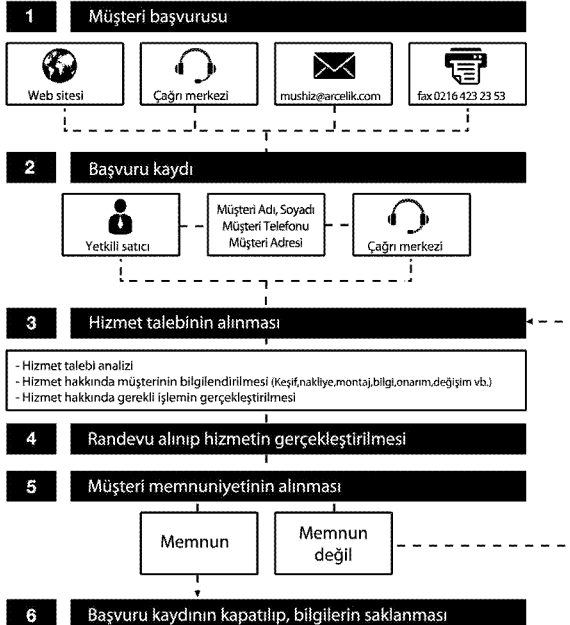 1 Müşteri başvurusu
Web sitesi
Çağrı merkezi
mushiz@arcelik.com
fax 0216 423 23 53
2 Başvuru kaydı
Yetkili satıcı
Müşteri Adı, Soyadı
Müşteri Telefonu
Müşteri Adresi
Çağrı merkezi
3 Hizmet talebinin alınması
- Hizmet talebi analizi
- Hizmet hakkında müşterinin bilgilendirilmesi (Keşif,nakliye,montaj,bilgi,onarım,değişim vb.)
- Hizmet hakkında gerekli işlemin gerçekleştirilmesi
4 Randevu alınıp hizmetin gerçekleştirilmesi
5 Müşteri memnuniyetinin alınması
Memnun
Memnun
değil
6 Başvuru kaydının kapatılıp, bilgilerin saklanması